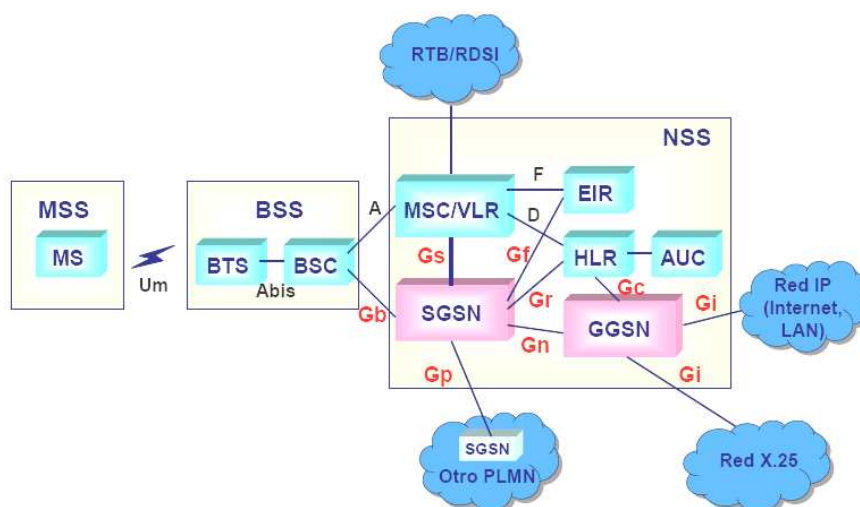 RTB/RDSI
NSS
MSS
MS
Um
BSS
BTS
BSC
Abis
A
Gb
MSC/VLR
F
EIR
D
Gs
Gf
HLR
AUC
Gr
Gc
SGSN
Gn
GGSN
Gi
Red IP
(Internet,
LAN)
Gp
Gi
SGSN
Otro PLMN
Red X.25